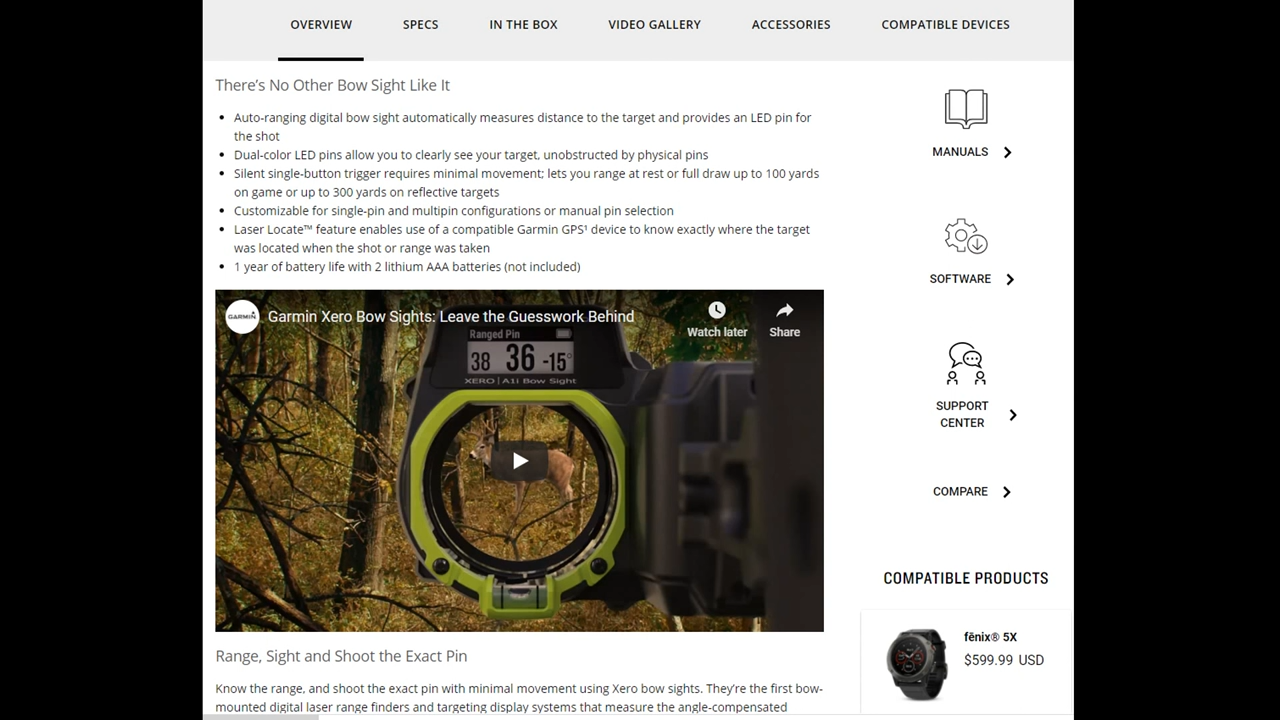 OVERVIEW SPECS IN THE BOX VIDEO GALLERY ACCESSORIES COMPATIBLE DEVICES
There's No Other Bow Sight Like It
• Auto-ranging digital bow sight automatically measures distance to the target and provides an LED pin for
the shot
• Dual-color LED pins allow you to clearly see your target, unobstructed by physical pins
• Silent single-button trigger requires minimal movement; lets you range at rest or full draw up to 100 yards
on game or up to 300 yards on reflective targets
• Customizable for single-pin and multipin configurations or manual pin selection
• Laser Locate™ feature enables use of a compatible Garmin GPS¹ device to know exactly where the target
was located when the shot or range was taken
• 1 year of battery life with 2 lithium AAA batteries (not included)
GARMIN
Garmin Xero Bow Sights: Leave the Guesswork Behind
Watch later
Share
Ranged Pin
38 36 -15°
XERO | A1i Bow Sight
Range, Sight and Shoot the Exact Pin
Know the range, and shoot the exact pin with minimal movement using Xero bow sights. They're the first bow-
mounted digital laser range finders and targeting display systems that measure the angle-compensated
MANUALS
SOFTWARE
SUPPORT
CENTER
COMPARE
COMPATIBLE PRODUCTS
fēnix® 5X
$599.99 USD